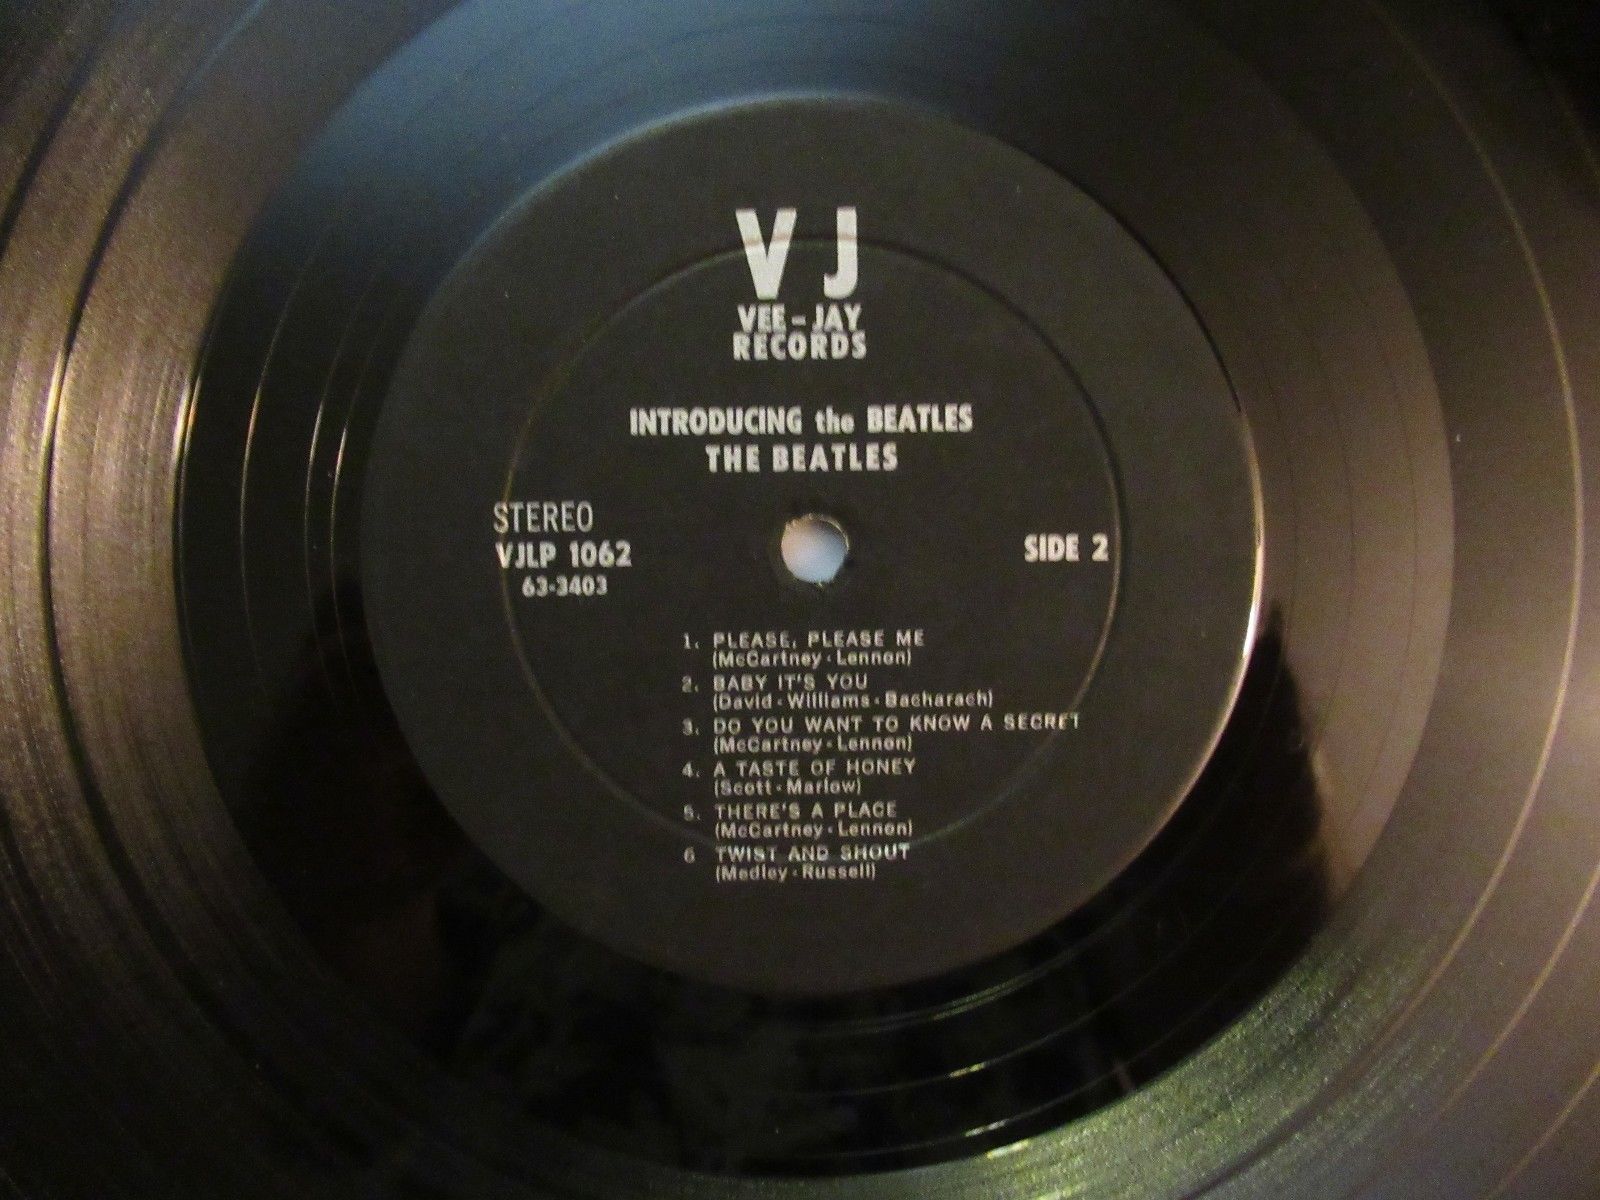 V J
VEE-JAY
RECORDS
INTRODUCING the BEATLES
THE BEATLES
STEREO
VJLP 1062
63-3403
SIDE 2
1. PLEASE, PLEASE ME
(McCartney-Lennon)
2. BABY IT'S YOU
(David-Williams-Bacharach)
3. DO YOU WANT TO KNOW A SECRET
(McCartney-Lennon)
4. A TASTE OF HONEY
(Scott-Marlow)
5. THERE'S A PLACE
(McCartney-Lennon)
6 TWIST AND SHOUT
(Medley-Russell)